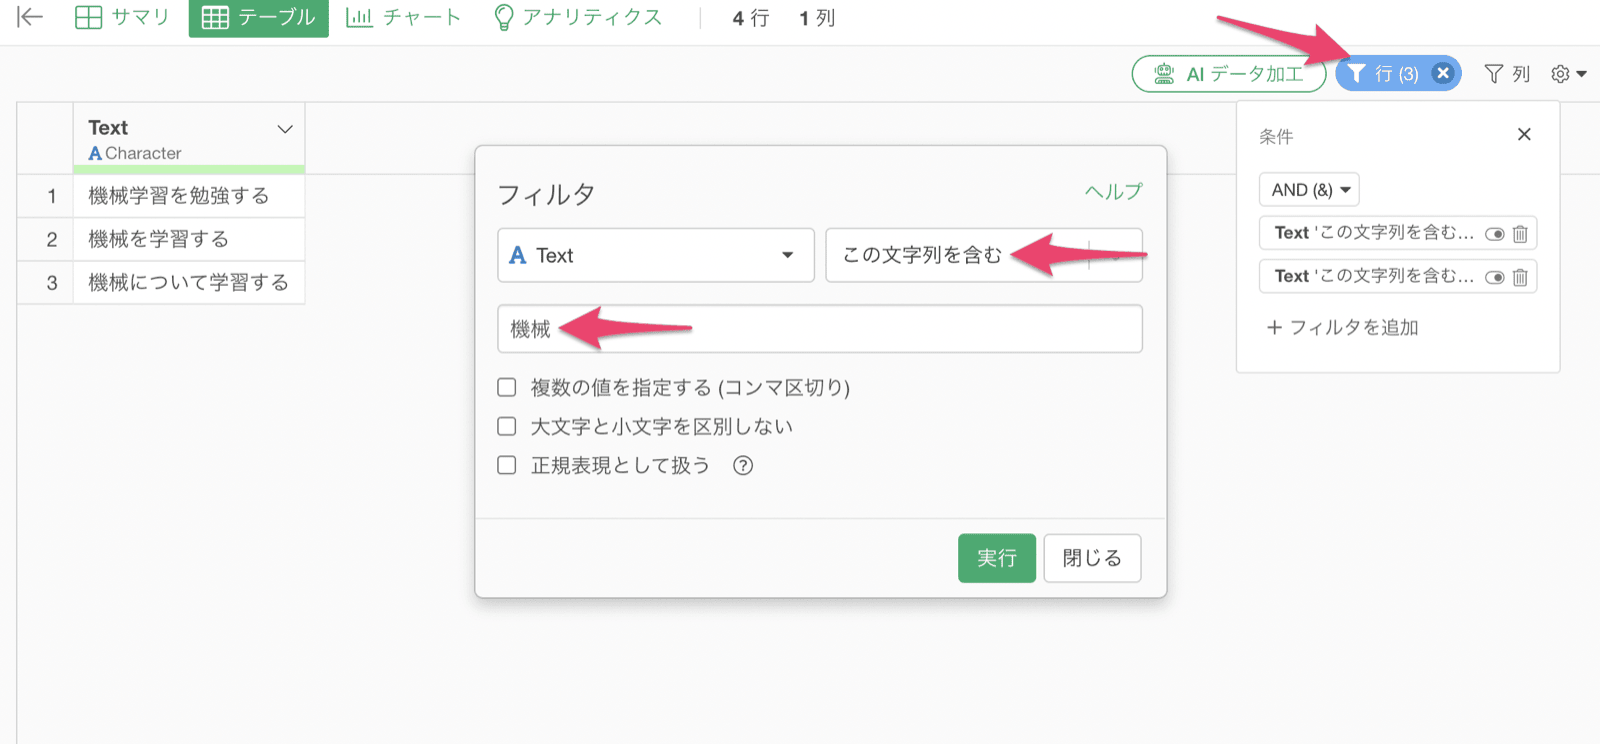 サマリ テーブル チャート アナリティクス 4 行 1 列
AI データ加工 行 (3) 列
Text
A Character
1 機械学習を勉強する
2 機械を学習する
3 機械について学習する
フィルタ ヘルプ
A Text この文字列を含む
機械
複数の値を指定する (コンマ区切り)
大文字と小文字を区別しない
正規表現として扱う ?
実行 閉じる
条件
AND (&)
Text 'この文字列を含む...
Text 'この文字列を含む...
+ フィルタを追加